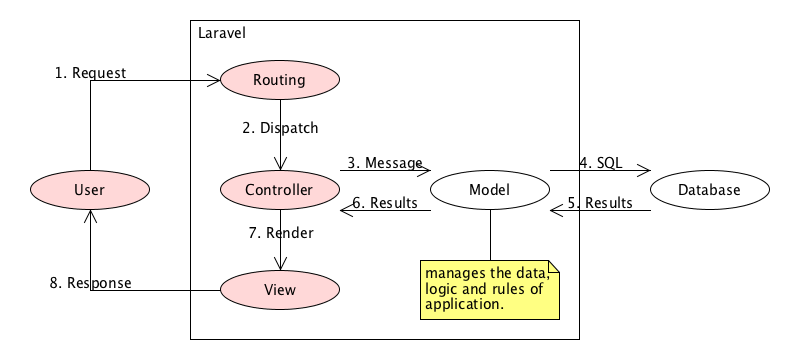 Laravel
1. Request
Routing
2. Dispatch
3. Message
4. SQL
User
Controller
Model
Database
6. Results
5. Results
7. Render
manages the data,
logic and rules of
application.
8. Response
View